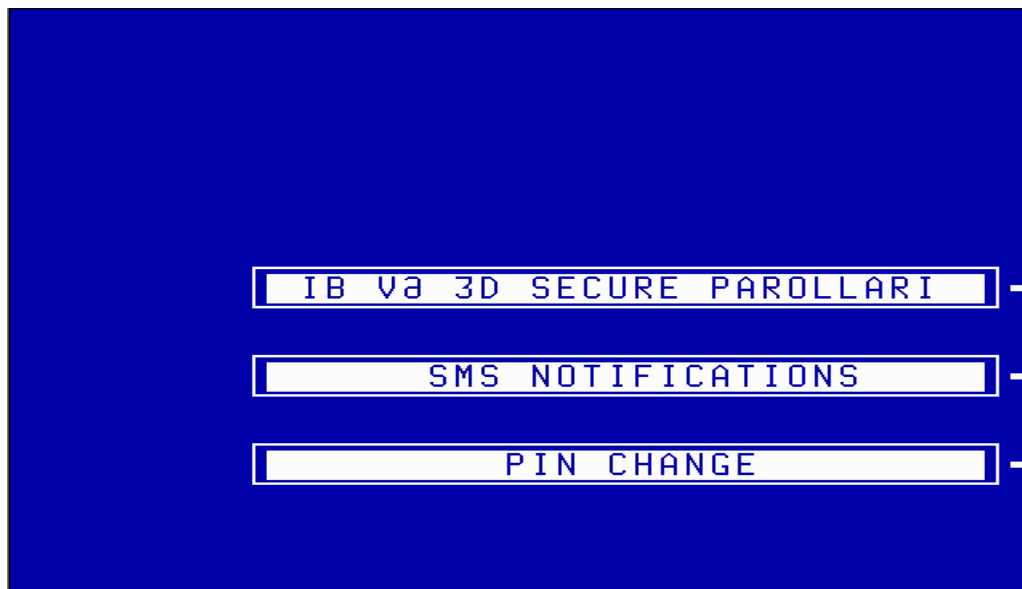 IB Və 3D SECURE PAROLLARI
SMS NOTIFICATIONS
PIN CHANGE